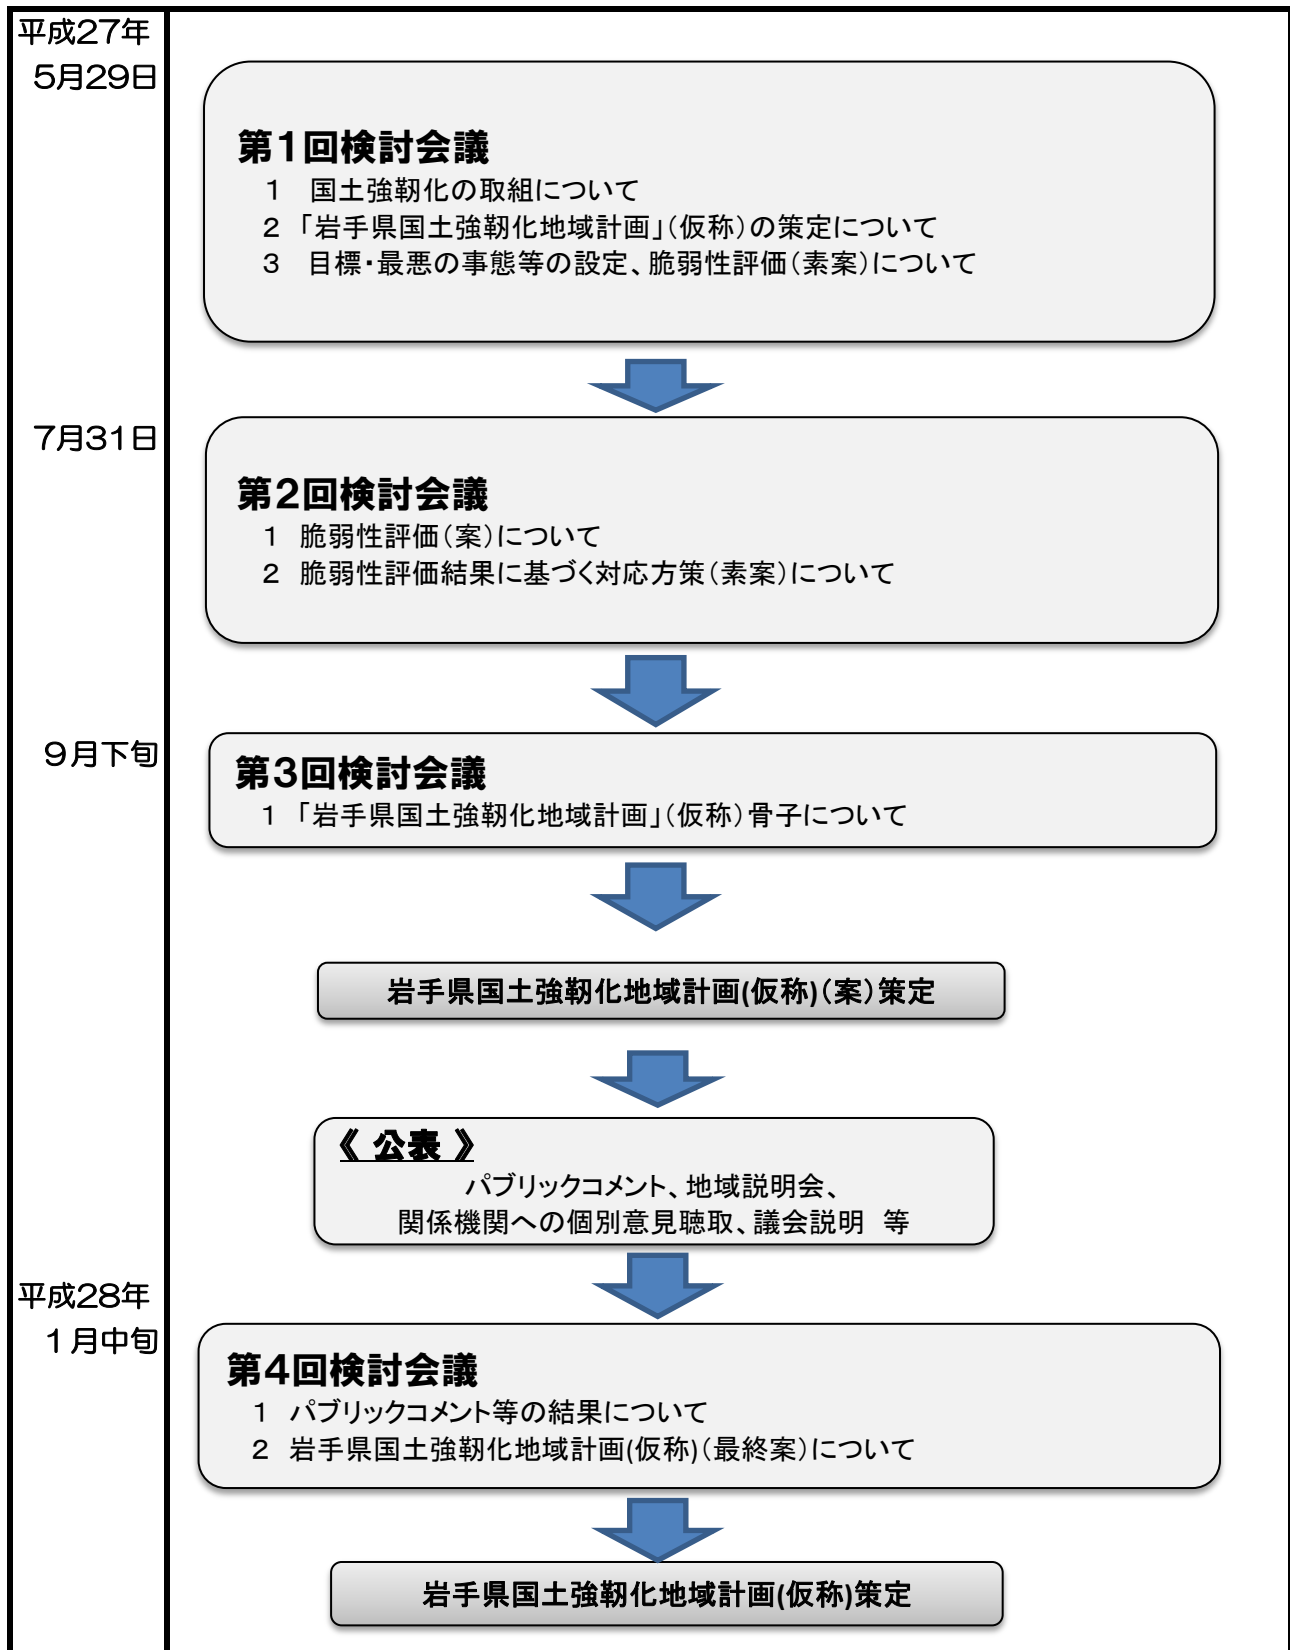 平成27年
5月29日
第1回検討会議
1　国土強靱化の取組について
2 「岩手県国土強靱化地域計画」（仮称）の策定について
3　目標・最悪の事態等の設定、脆弱性評価（素案）について
7月31日
第2回検討会議
1　脆弱性評価（案）について
2　脆弱性評価結果に基づく対応方策（素案）について
9月下旬
第3回検討会議
1 「岩手県国土強靱化地域計画」（仮称）骨子について
岩手県国土強靱化地域計画(仮称)（案）策定
《 公表 》
パブリックコメント、地域説明会、
関係機関への個別意見聴取、議会説明　等
平成28年
1月中旬
第4回検討会議
1　パブリックコメント等の結果について
2　岩手県国土強靱化地域計画(仮称)（最終案）について
岩手県国土強靱化地域計画(仮称)策定